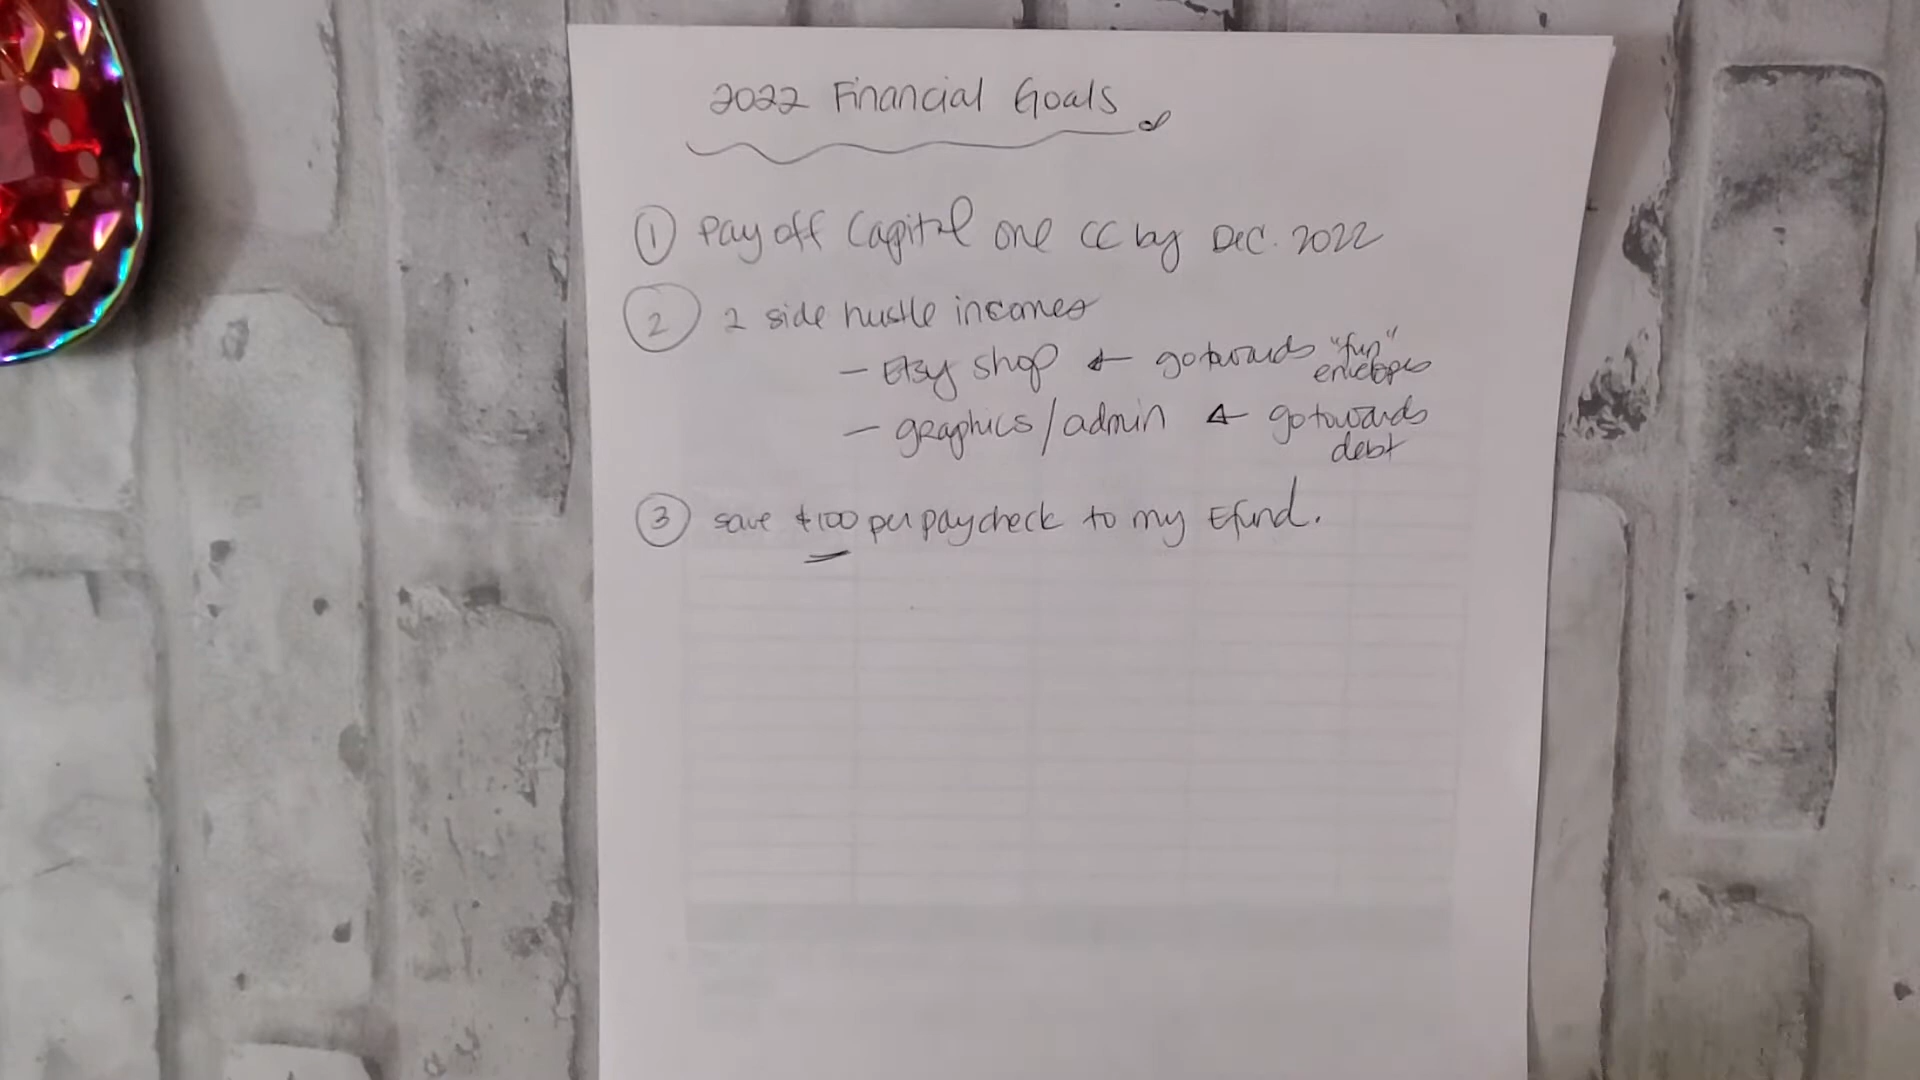 2022 Financial Goals
① Pay off Capital one CC by Dec. 2022
② 2 side hustle incomes
– Etsy shop ← go towards "fun"
envelopes
– graphics/admin ← go towards
debt
③ save $100 per paycheck to my Efund.